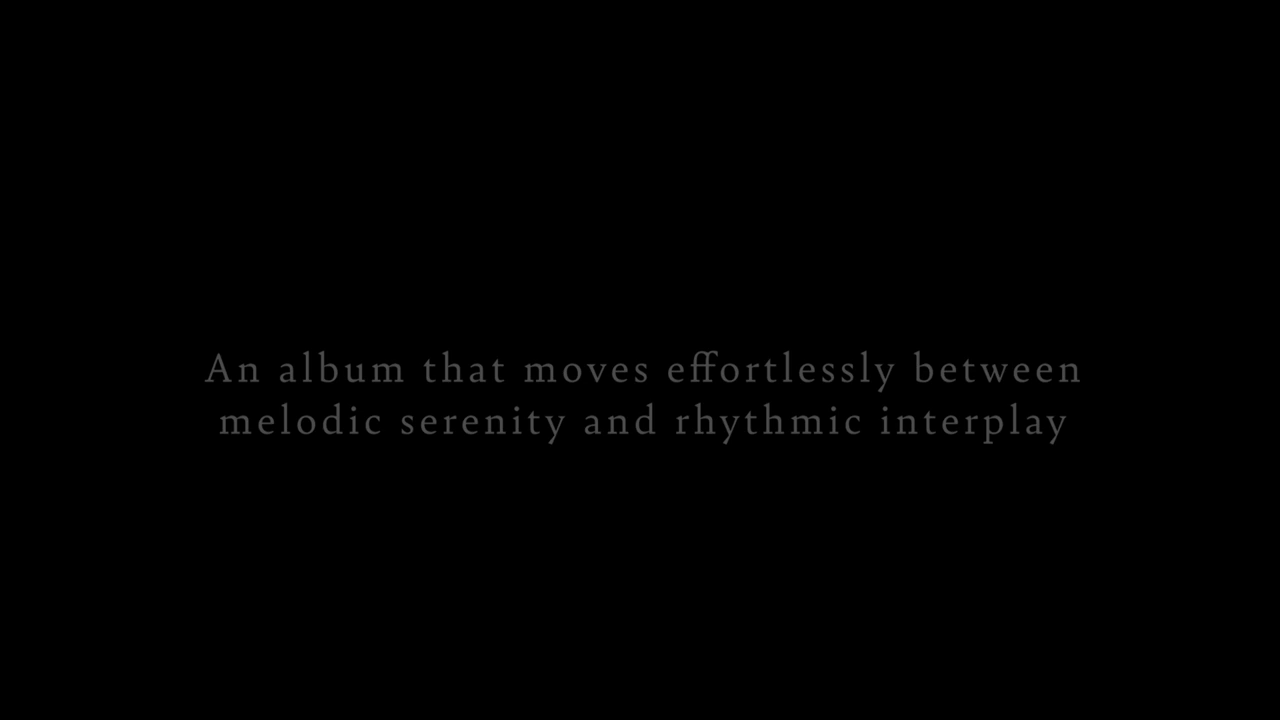 An album that moves effortlessly between
melodic serenity and rhythmic interplay